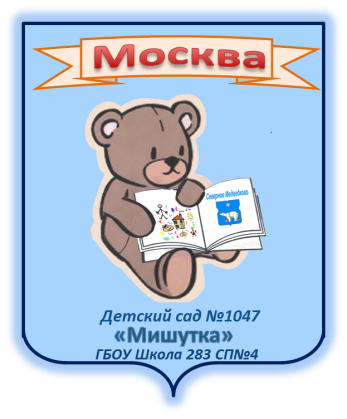 Москва
Северное Медведково
Детский сад №1047
«Мишутка»
ГБОУ Школа 283 СП№4